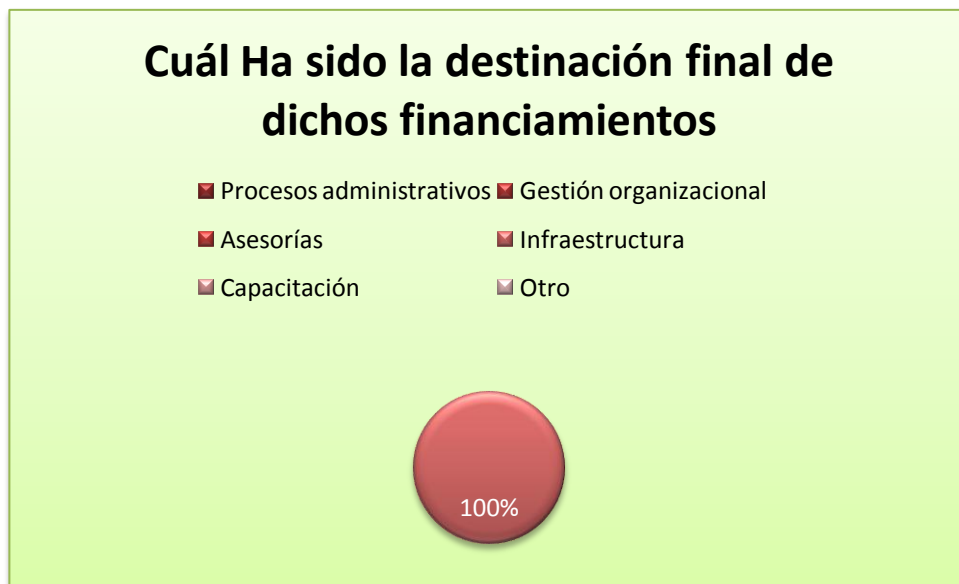 Cuál Ha sido la destinación final de
dichos financiamientos
Procesos administrativos Gestión organizacional
Asesorías Infraestructura
Capacitación Otro
100%